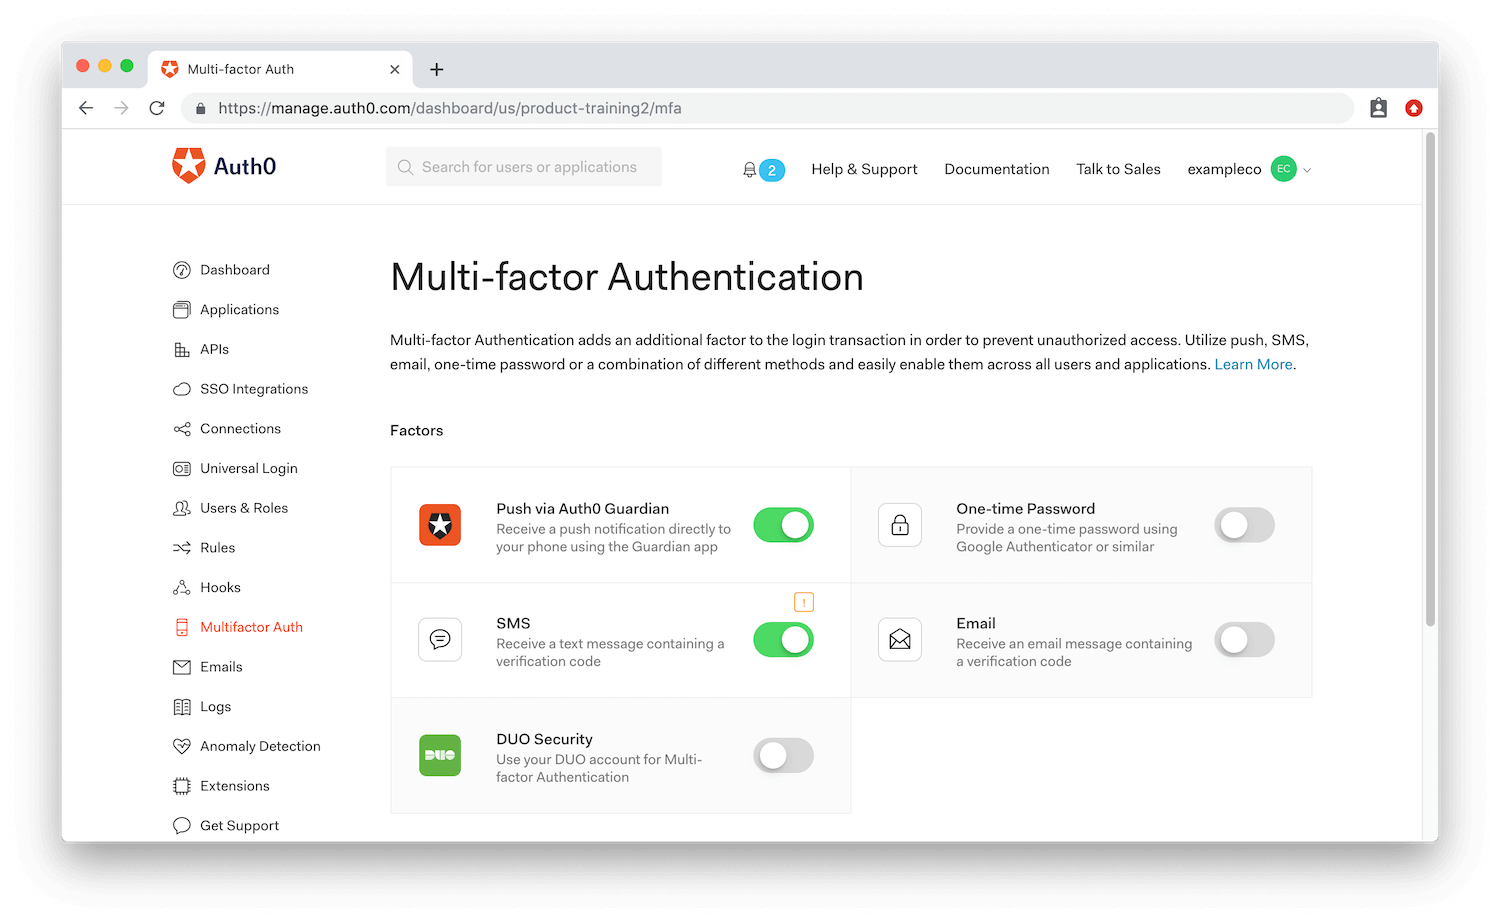 Multi-factor Auth
https://manage.auth0.com/dashboard/us/product-training2/mfa
Auth0
Search for users or applications
2
Help & Support
Documentation
Talk to Sales
exampleco
EC
Dashboard
Applications
APIs
SSO Integrations
Connections
Universal Login
Users & Roles
Rules
Hooks
Multifactor Auth
Emails
Logs
Anomaly Detection
Extensions
Get Support
Multi-factor Authentication
Multi-factor Authentication adds an additional factor to the login transaction in order to prevent unauthorized access. Utilize push, SMS,
email, one-time password or a combination of different methods and easily enable them across all users and applications. Learn More.
Factors
Push via Auth0 Guardian
Receive a push notification directly to
your phone using the Guardian app
One-time Password
Provide a one-time password using
Google Authenticator or similar
!
SMS
Receive a text message containing a
verification code
Email
Receive an email message containing
a verification code
DUO
DUO Security
Use your DUO account for Multi-
factor Authentication